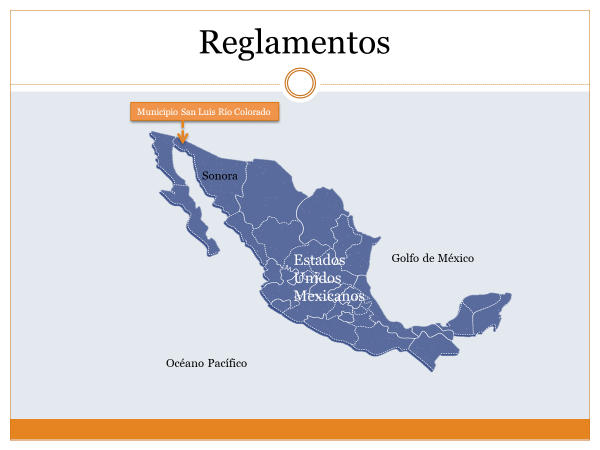 Reglamentos
Municipio San Luis Río Colorado
Sonora
Estados
Unidos
Mexicanos
Golfo de México
Océano Pacífico